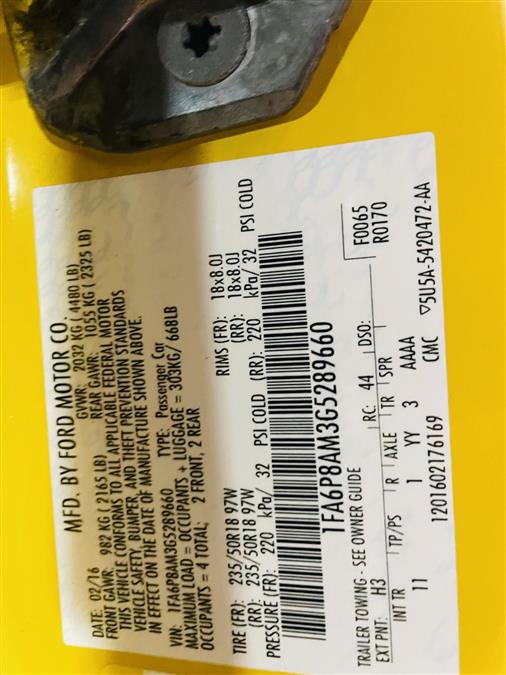 MFD. BY FORD MOTOR CO.
DATE: 02/16 GVWR: 2032 KG ( 4480 LB)
FRONT GAWR: 982 KG ( 2165 LB) REAR GAWR: 1055 KG ( 2325 LB)
THIS VEHICLE CONFORMS TO ALL APPLICABLE FEDERAL MOTOR
VEHICLE SAFETY, BUMPER, AND THEFT PREVENTION STANDARDS
IN EFFECT ON THE DATE OF MANUFACTURE SHOWN ABOVE.
VIN: 1FA6P8AM3G5289660 TYPE: Passenger Car
MAXIMUM LOAD = OCCUPANTS + LUGGAGE = 303KG/ 668LB
OCCUPANTS = 4 TOTAL; 2 FRONT, 2 REAR
TIRE (FR): 235/50R18 97W RIMS (FR): 18x8.0J
(RR): 235/50R18 97W (RR): 18x8.0J
PRESSURE (FR): 220 kPa/ 32 PSI COLD (RR): 220 kPa/ 32 PSI COLD
1FA6P8AM3G5289660
TRAILER TOWING - SEE OWNER GUIDE F0065
EXT PNT: H3 RC: 44 DSO: R0170
INT TR TP/PS R AXLE TR SPR
11 1 YY 3 AAAA
1201602176169 CMC ▽5U5A-5420472-AA